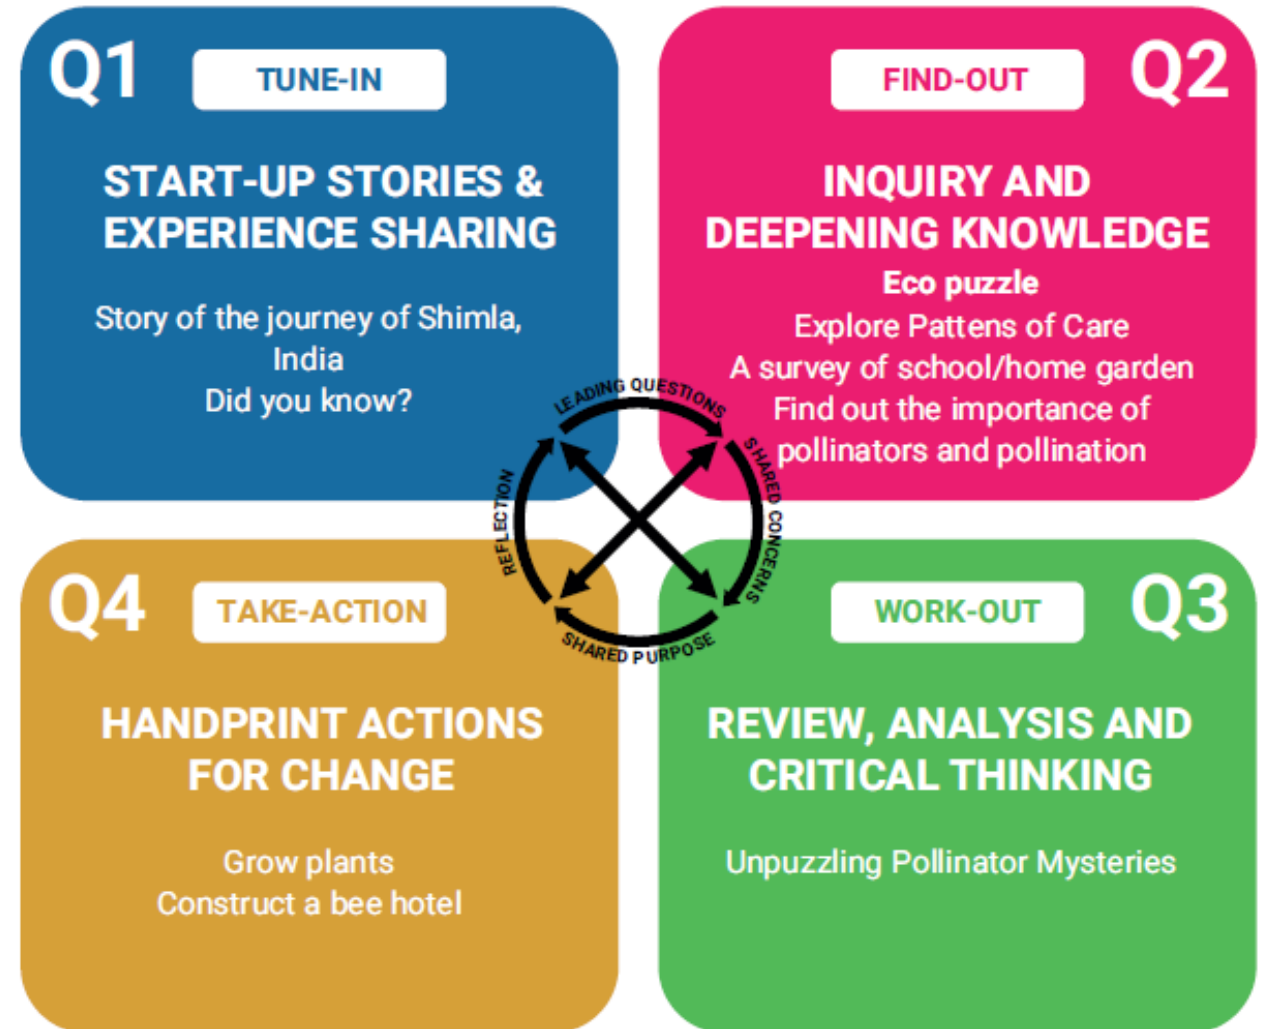 Q1
TUNE-IN
START-UP STORIES &
EXPERIENCE SHARING
Story of the journey of Shimla,
India
Did you know?
FIND-OUT
Q2
INQUIRY AND
DEEPENING KNOWLEDGE
Eco puzzle
Explore Pattens of Care
A survey of school/home garden
Find out the importance of
pollinators and pollination
LEADING QUESTIONS
SHARED CONCERNS
SHARED PURPOSE
REFLECTION
Q4
TAKE-ACTION
HANDPRINT ACTIONS
FOR CHANGE
Grow plants
Construct a bee hotel
WORK-OUT
Q3
REVIEW, ANALYSIS AND
CRITICAL THINKING
Unpuzzling Pollinator Mysteries